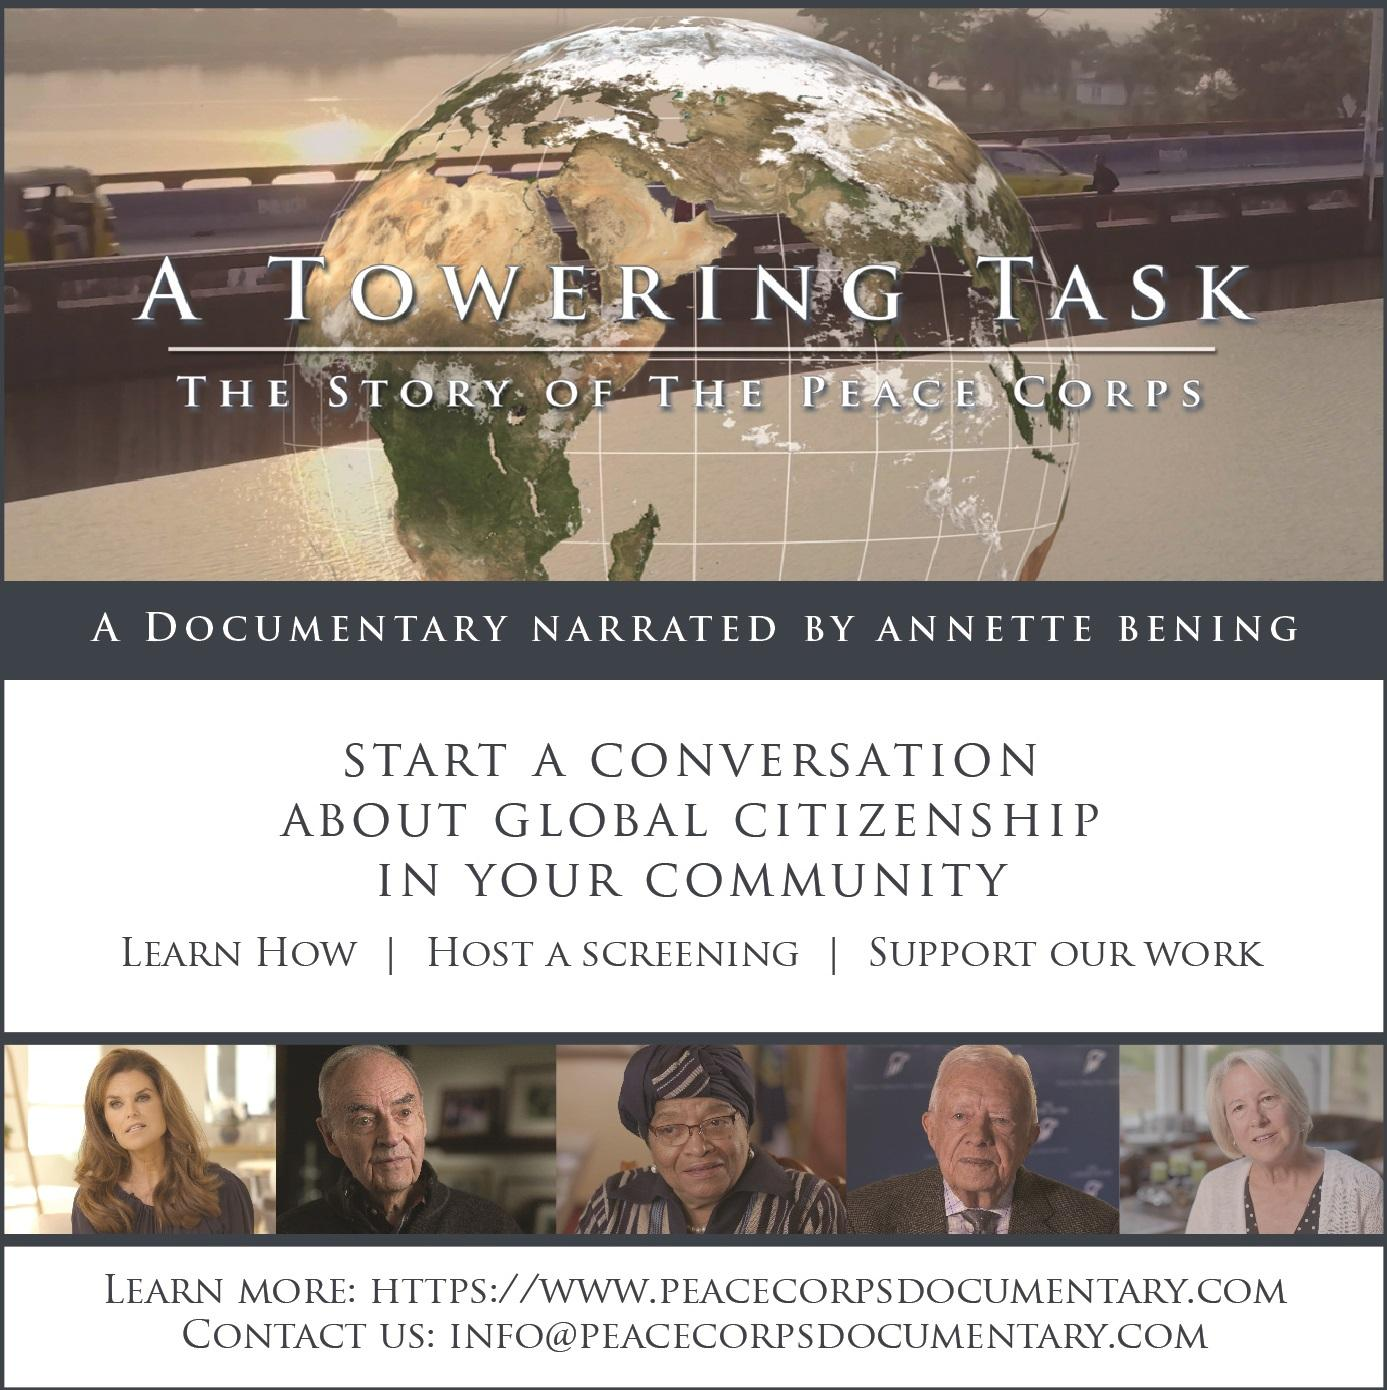 A Towering Task
The Story of The Peace Corps
A Documentary narrated by annette bening
START A CONVERSATION
ABOUT GLOBAL CITIZENSHIP
IN YOUR COMMUNITY
Learn How | Host a screening | Support our work
Learn more: https://www.peacecorpsdocumentary.com
Contact us: info@peacecorpsdocumentary.com